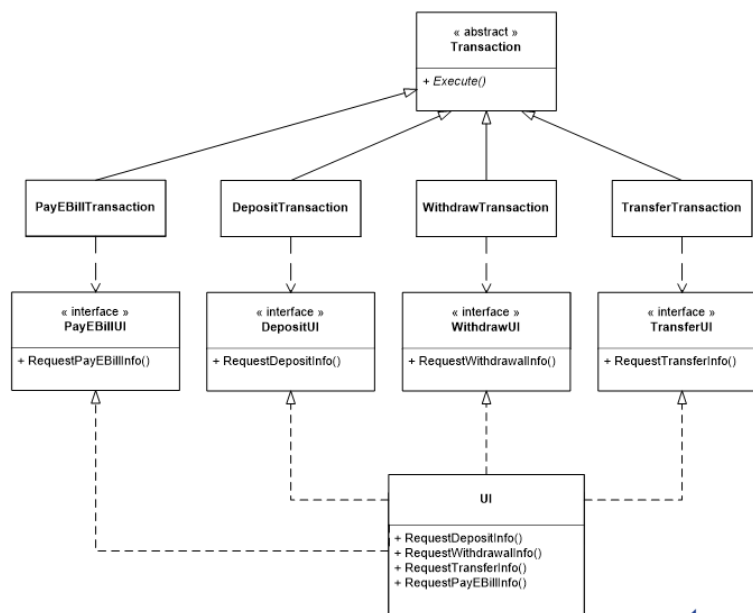 « abstract »
Transaction
+ Execute()
PayEBillTransaction
DepositTransaction
WithdrawTransaction
TransferTransaction
« interface »
PayEBillUI
+ RequestPayEBillInfo()
« interface »
DepositUI
+ RequestDepositInfo()
« interface »
WithdrawUI
+ RequestWithdrawalInfo()
« interface »
TransferUI
+ RequestTransferInfo()
UI
+ RequestDepositInfo()
+ RequestWithdrawalInfo()
+ RequestTransferInfo()
+ RequestPayEBillInfo()